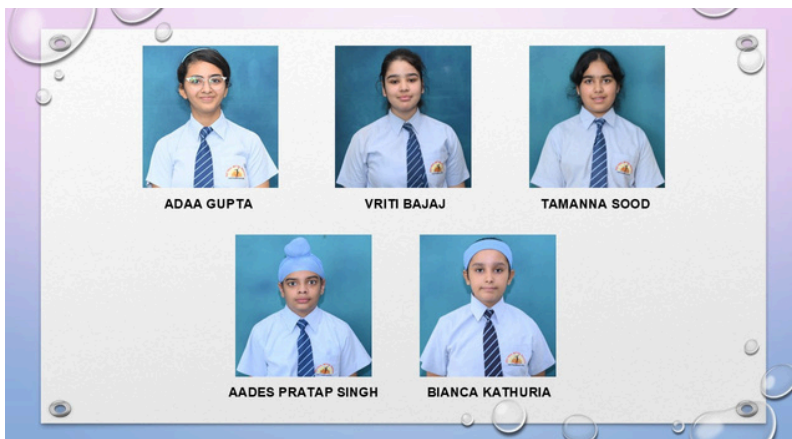 ADAA GUPTA
VRITI BAJAJ
TAMANNA SOOD
AADES PRATAP SINGH
BIANCA KATHURIA